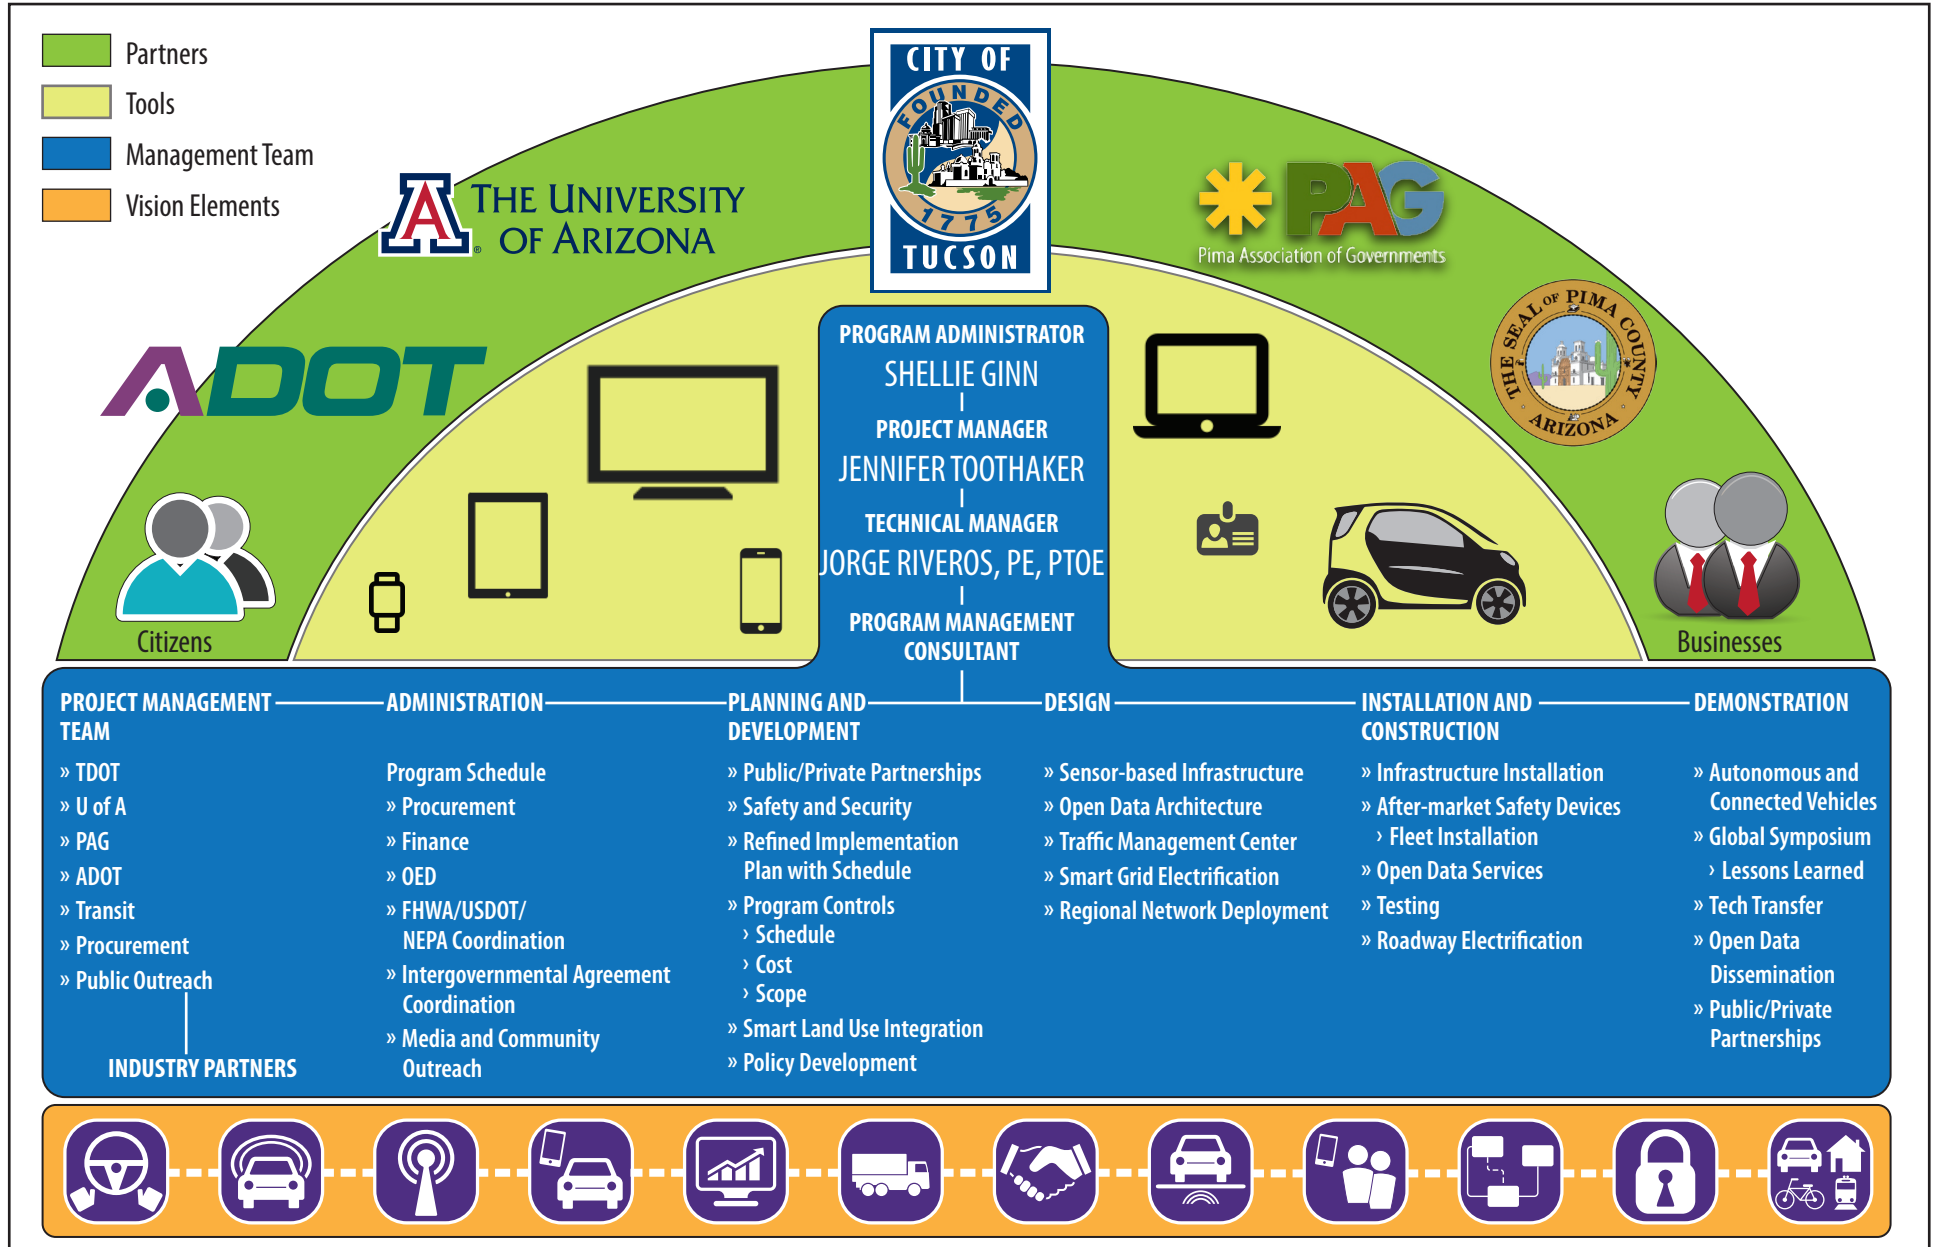 Partners
Tools
Management Team
Vision Elements
CITY OF
FOUNDED
1775
TUCSON
THE UNIVERSITY
OF ARIZONA
A
®
PAG
Pima Association of Governments
THE SEAL OF PIMA COUNTY
ARIZONA
ADOT
Citizens
Businesses
PROGRAM ADMINISTRATOR
SHELLIE GINN
PROJECT MANAGER
JENNIFER TOOTHAKER
TECHNICAL MANAGER
JORGE RIVEROS, PE, PTOE
PROGRAM MANAGEMENT
CONSULTANT
PROJECT MANAGEMENT
TEAM
» TDOT
» U of A
» PAG
» ADOT
» Transit
» Procurement
» Public Outreach
INDUSTRY PARTNERS
ADMINISTRATION
Program Schedule
» Procurement
» Finance
» OED
» FHWA/USDOT/
NEPA Coordination
» Intergovernmental Agreement
Coordination
» Media and Community
Outreach
PLANNING AND
DEVELOPMENT
» Public/Private Partnerships
» Safety and Security
» Refined Implementation
Plan with Schedule
» Program Controls
› Schedule
› Cost
› Scope
» Smart Land Use Integration
» Policy Development
DESIGN
» Sensor-based Infrastructure
» Open Data Architecture
» Traffic Management Center
» Smart Grid Electrification
» Regional Network Deployment
INSTALLATION AND
CONSTRUCTION
» Infrastructure Installation
» After-market Safety Devices
› Fleet Installation
» Open Data Services
» Testing
» Roadway Electrification
DEMONSTRATION
» Autonomous and
Connected Vehicles
» Global Symposium
› Lessons Learned
» Tech Transfer
» Open Data
Dissemination
» Public/Private
Partnerships